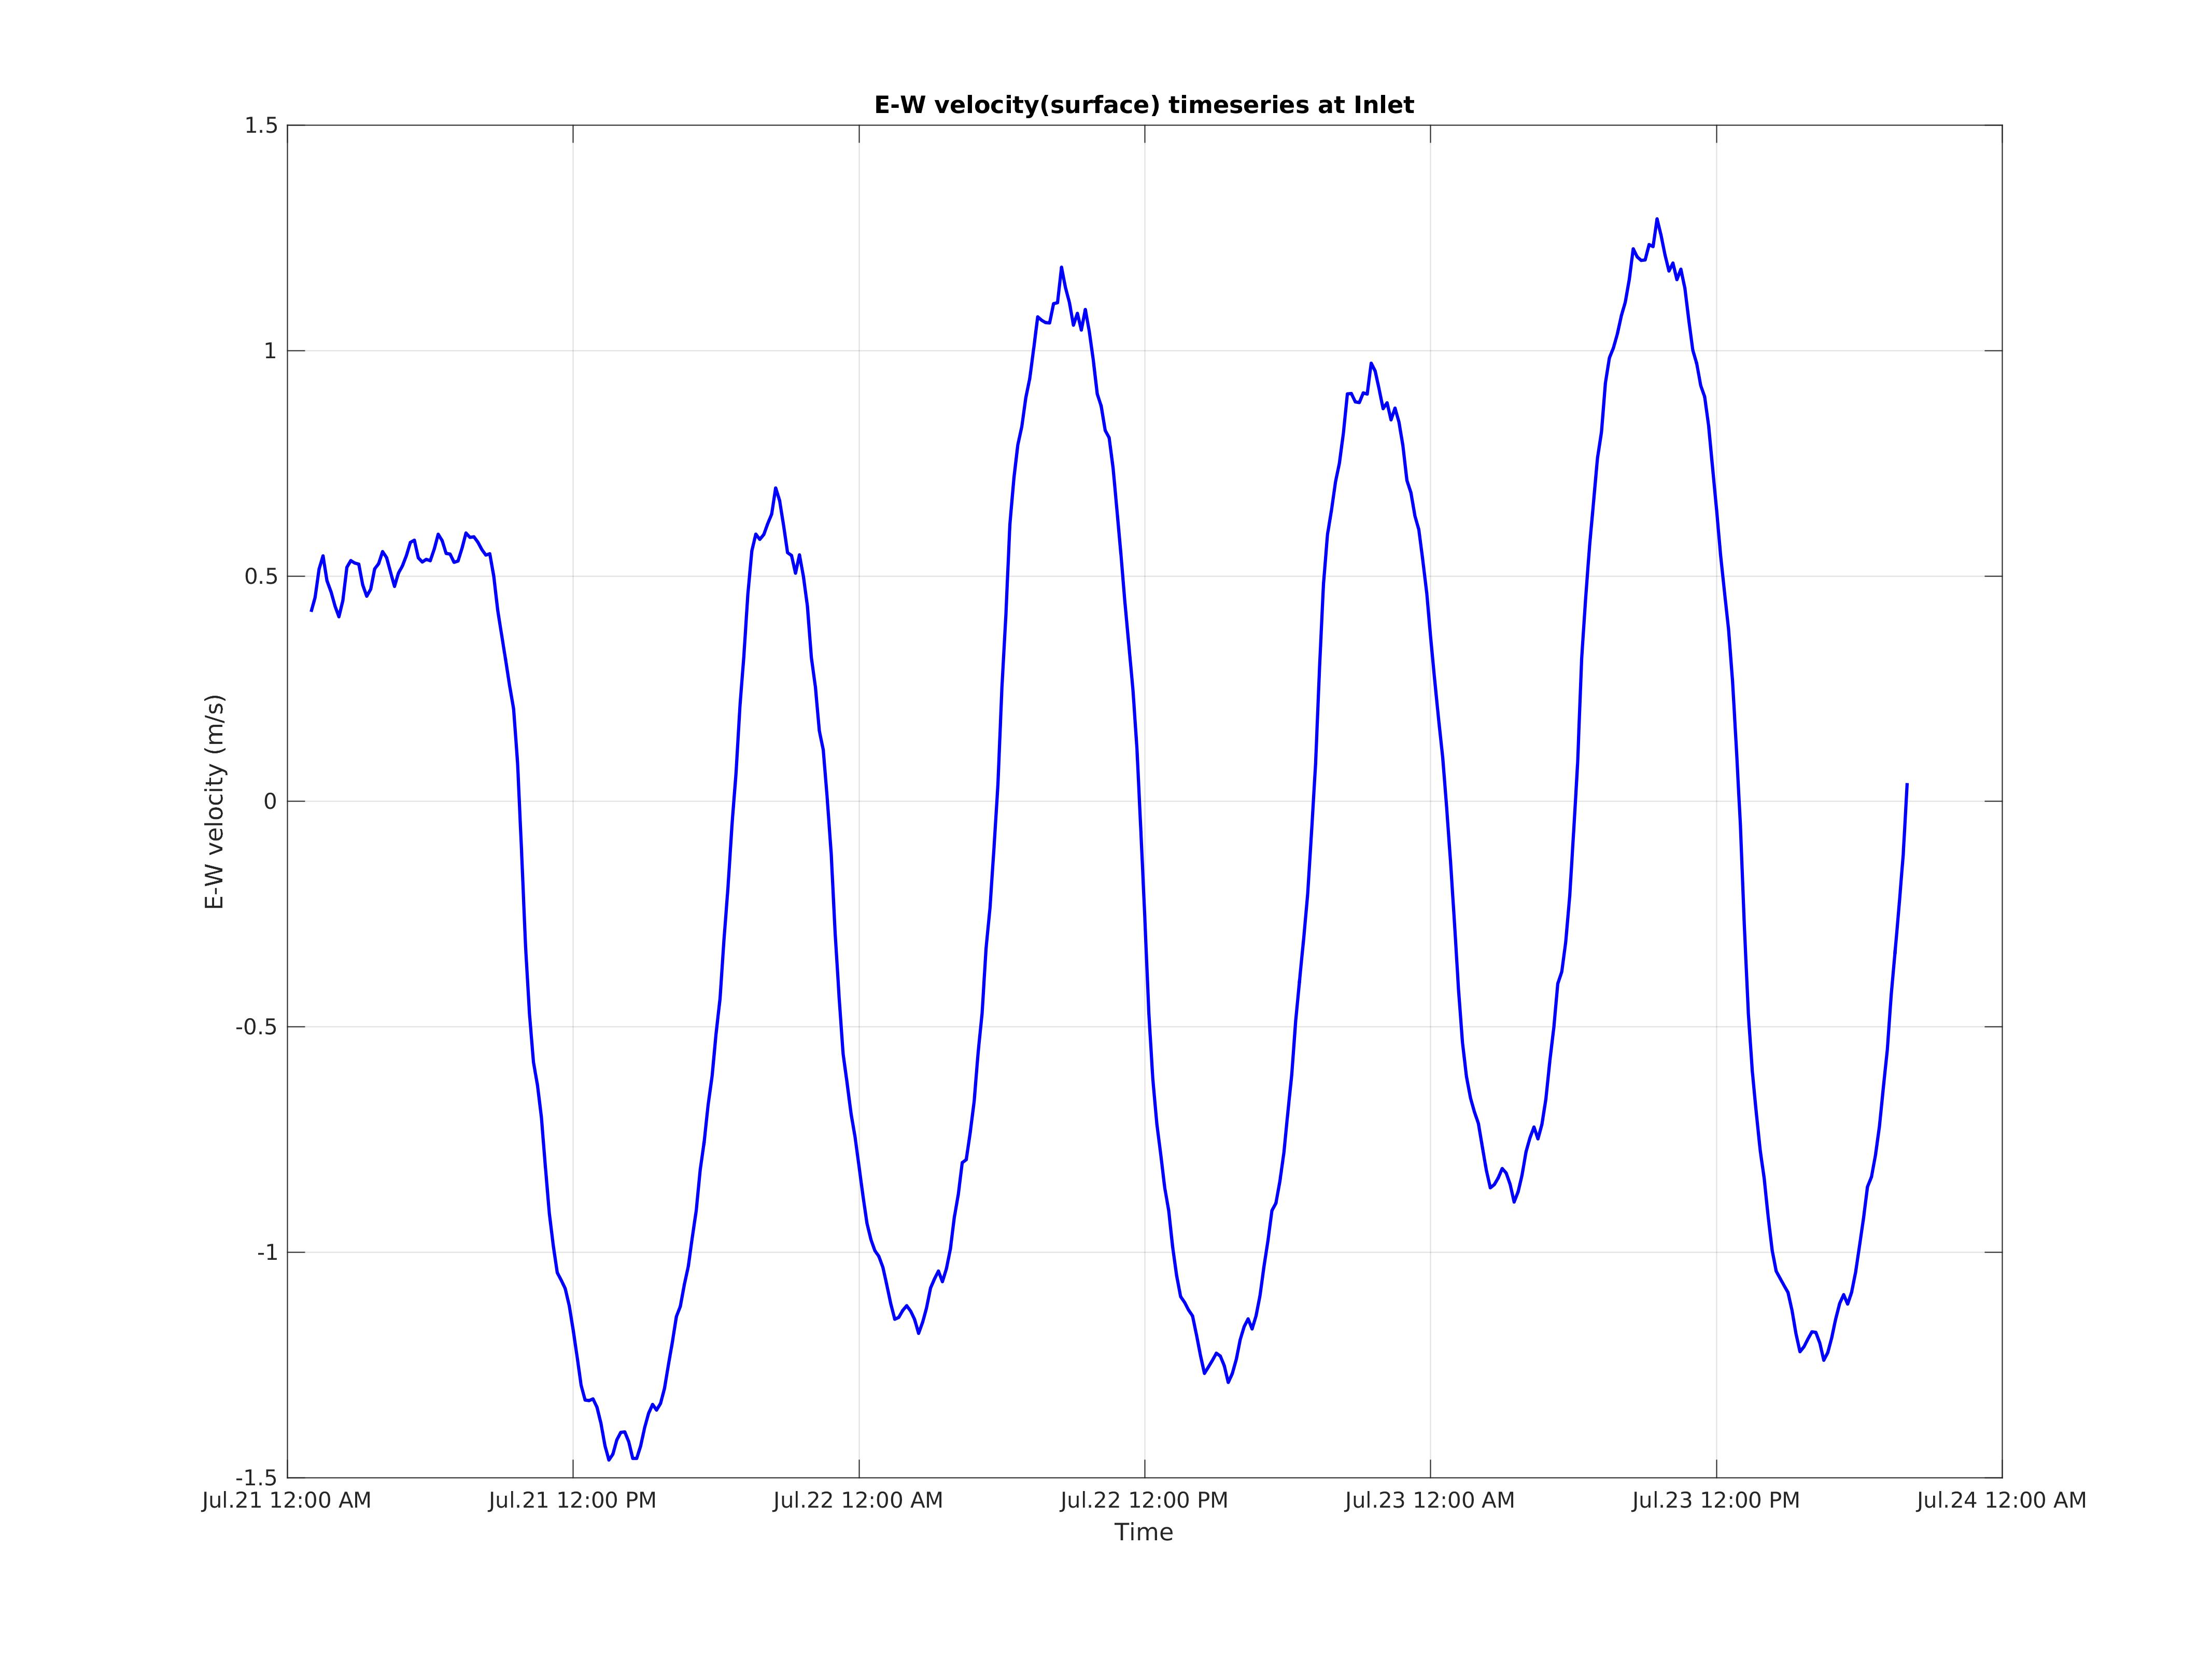 E-W velocity(surface) timeseries at Inlet
1.5
1
0.5
0
-0.5
-1
-1.5
E-W velocity (m/s)
Jul.21 12:00 AM
Jul.21 12:00 PM
Jul.22 12:00 AM
Jul.22 12:00 PM
Jul.23 12:00 AM
Jul.23 12:00 PM
Jul.24 12:00 AM
Time